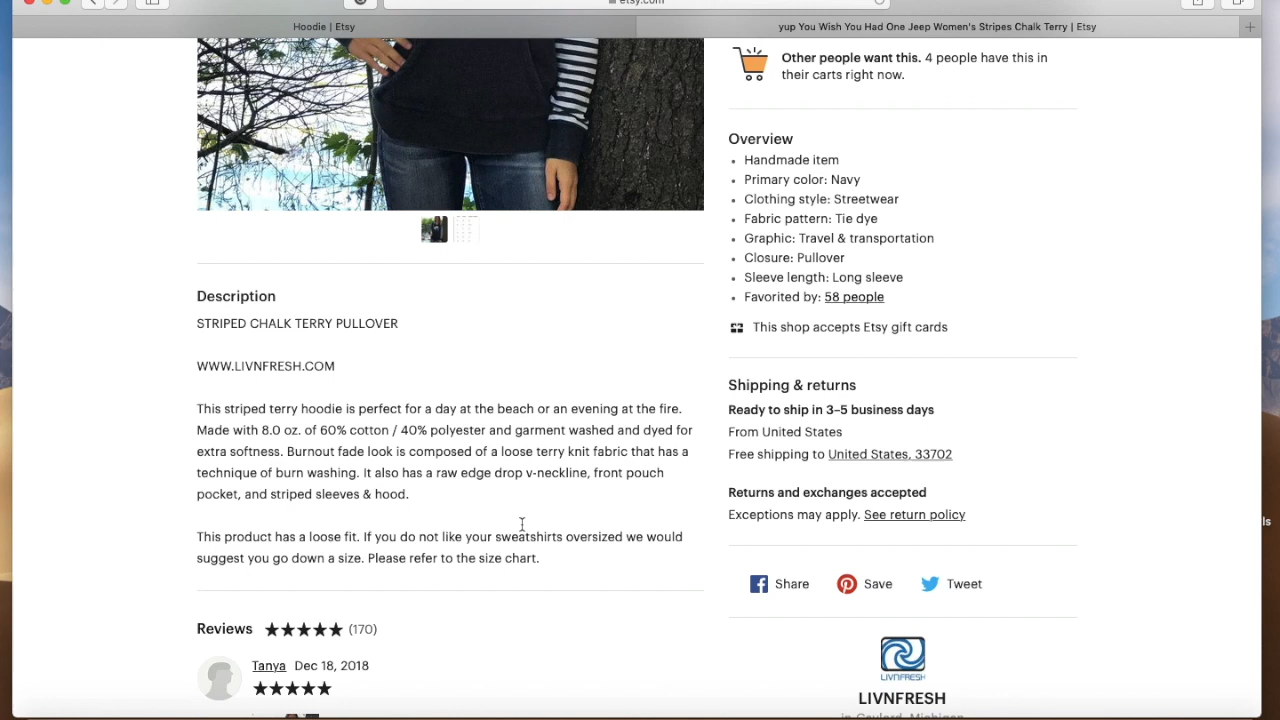 etsy.com
Hoodie | Etsy
yup You Wish You Had One Jeep Women's Stripes Chalk Terry | Etsy
Other people want this. 4 people have this in
their carts right now.
Overview
Handmade item
Primary color: Navy
Clothing style: Streetwear
Fabric pattern: Tie dye
Graphic: Travel & transportation
Closure: Pullover
Sleeve length: Long sleeve
Favorited by: 58 people
This shop accepts Etsy gift cards
Description
STRIPED CHALK TERRY PULLOVER
WWW.LIVNFRESH.COM
This striped terry hoodie is perfect for a day at the beach or an evening at the fire.
Made with 8.0 oz. of 60% cotton / 40% polyester and garment washed and dyed for
extra softness. Burnout fade look is composed of a loose terry knit fabric that has a
technique of burn washing. It also has a raw edge drop v-neckline, front pouch
pocket, and striped sleeves & hood.
This product has a loose fit. If you do not like your sweatshirts oversized we would
suggest you go down a size. Please refer to the size chart.
Shipping & returns
Ready to ship in 3–5 business days
From United States
Free shipping to United States, 33702
Returns and exchanges accepted
Exceptions may apply. See return policy
Share
Save
Tweet
Reviews (170)
Tanya Dec 18, 2018
LIVNFRESH
LIVNFRESH
in Gaylord, Michigan
ls